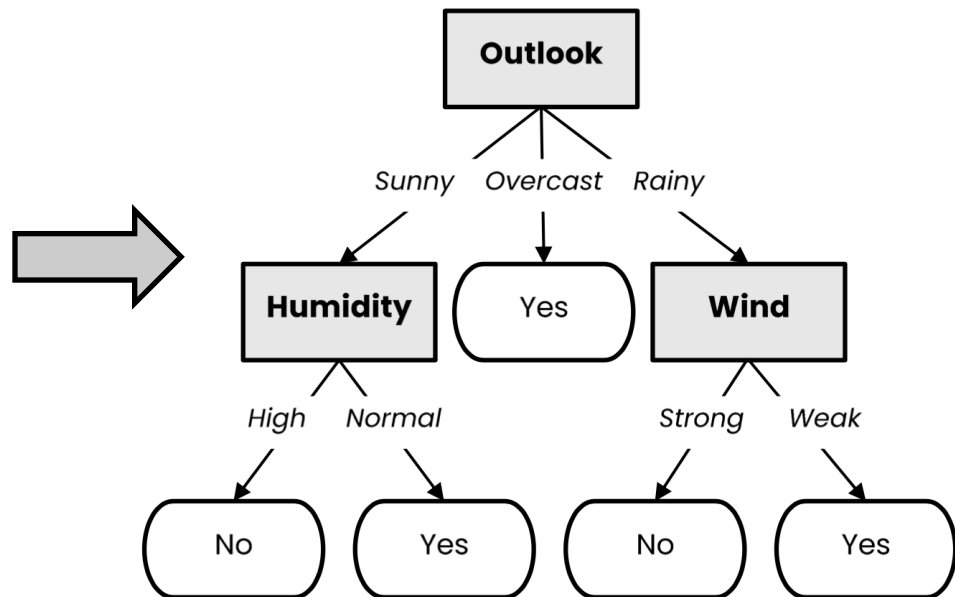 Outlook
Sunny Overcast Rainy
Humidity Yes Wind
High Normal Strong Weak
No Yes No Yes